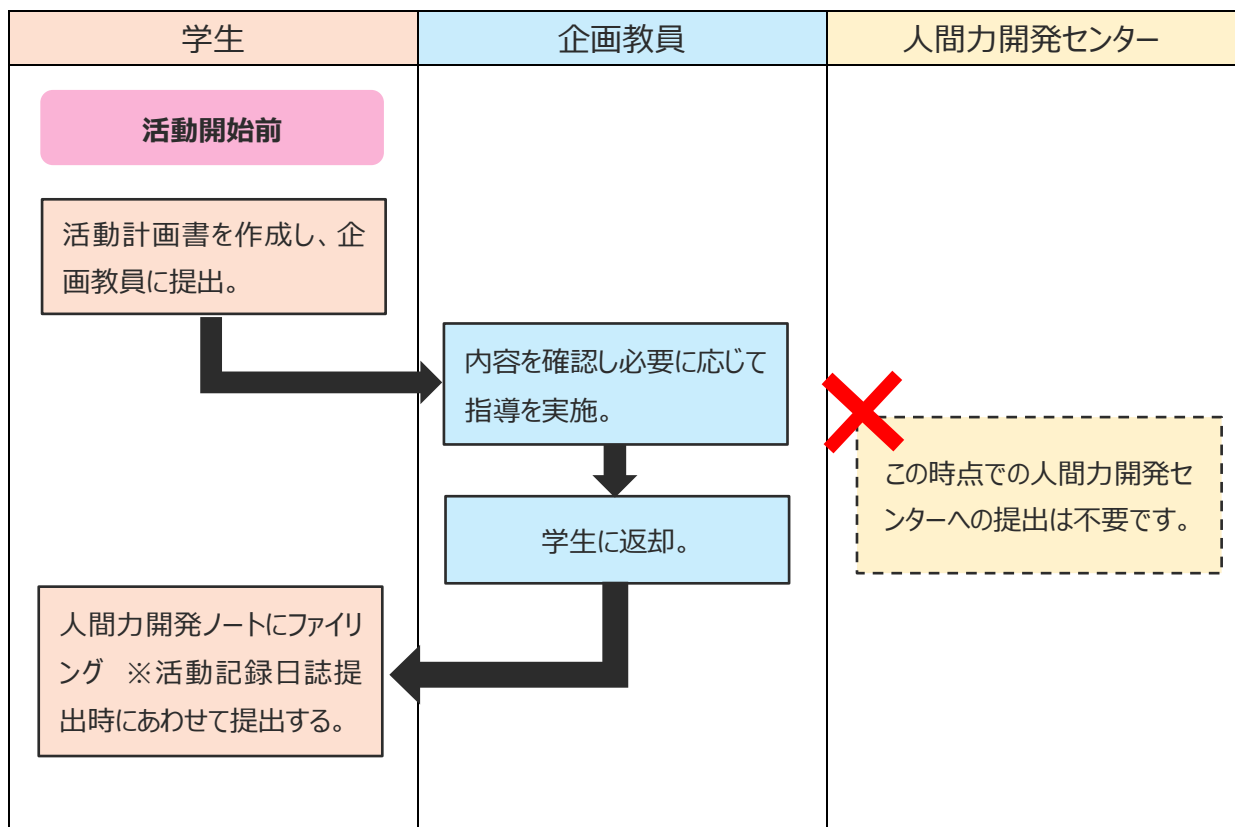 学生
企画教員
人間力開発センター
活動開始前
活動計画書を作成し、企
画教員に提出。
内容を確認し必要に応じて
指導を実施。
この時点での人間力開発セ
ンターへの提出は不要です。
学生に返却。
人間力開発ノートにファイリ
ング　※活動記録日誌提
出時にあわせて提出する。